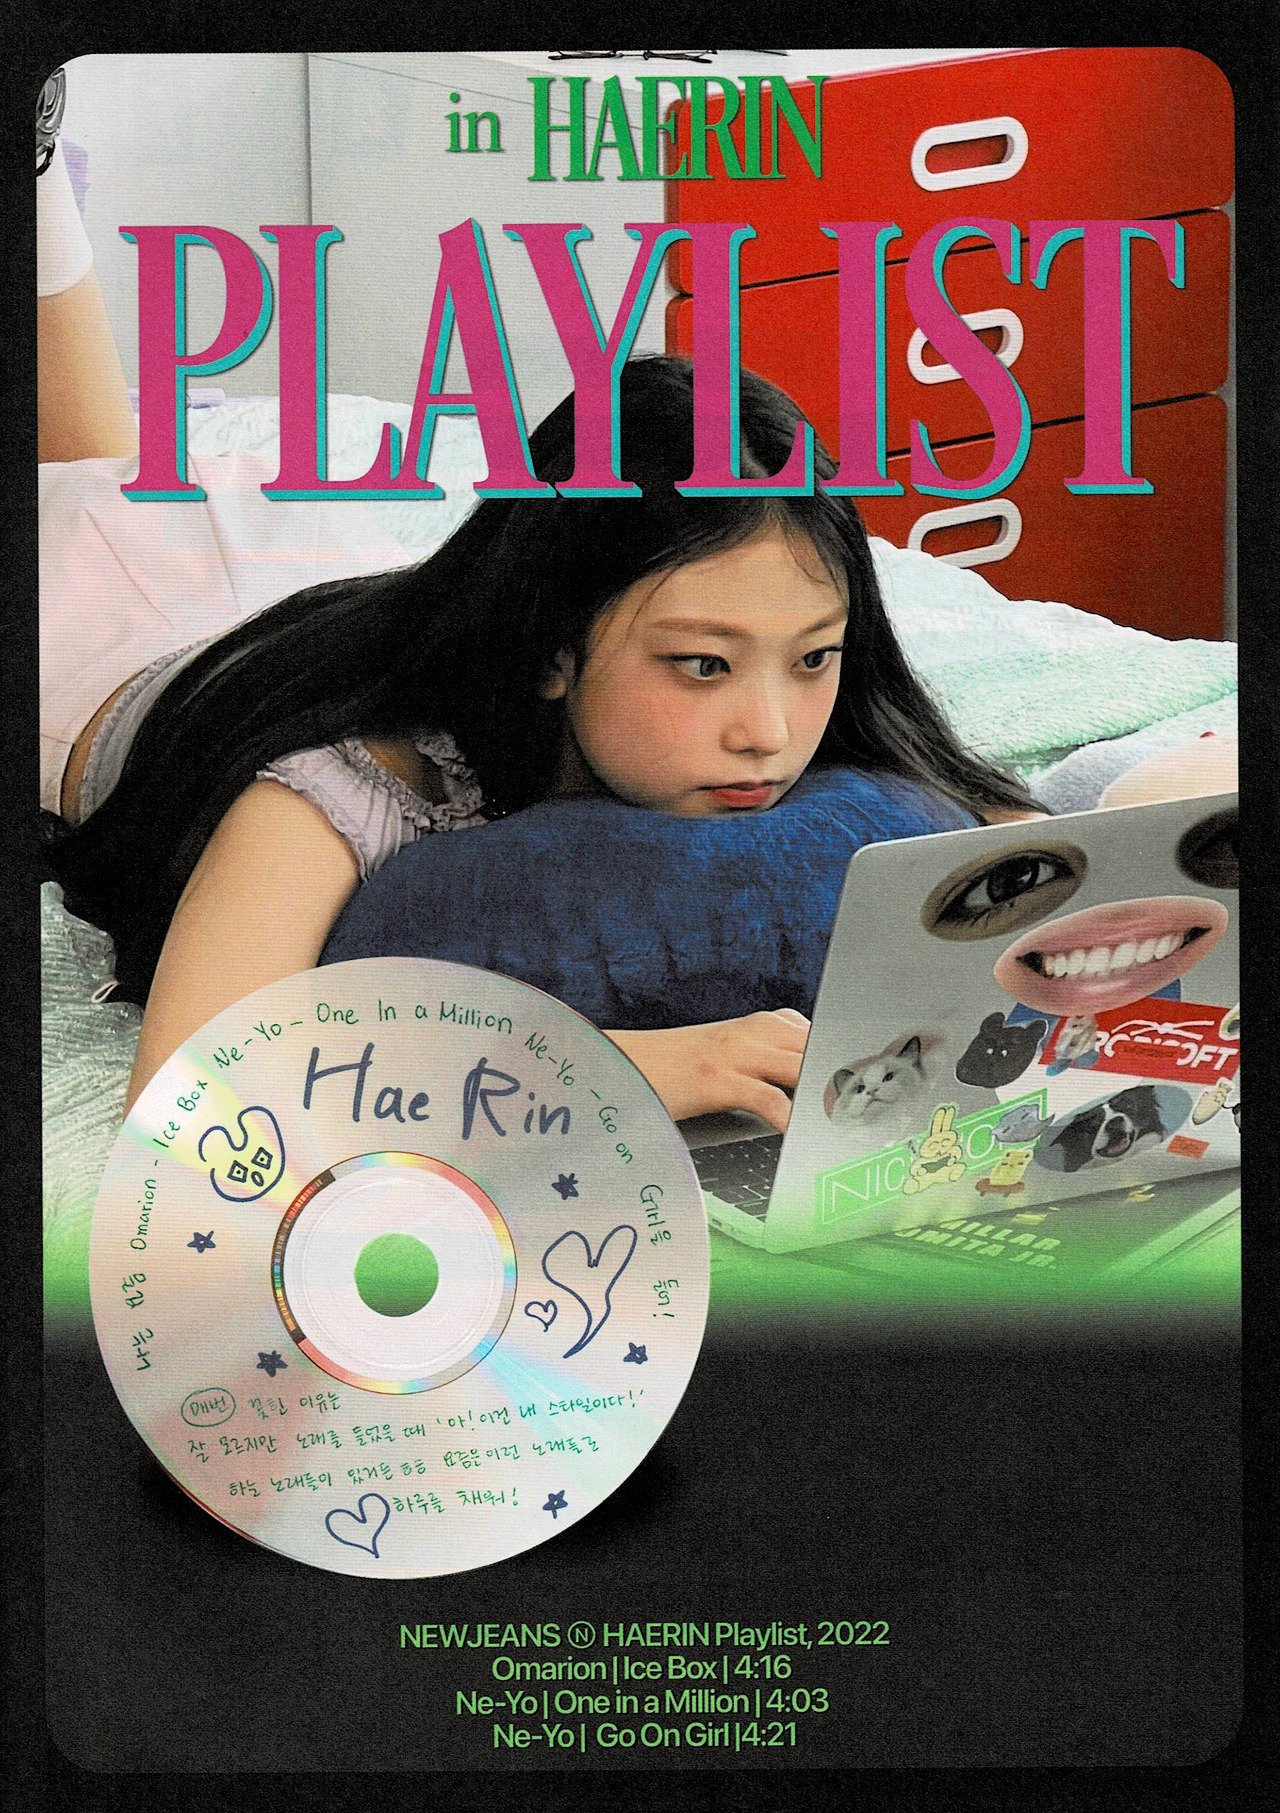 in HAERIN
PLAYLIST
나는 요즘 Omarion - Ice Box Ne-Yo - One In a Million Ne-Yo - Go on Girl을 들어!
Hae Rin
매번 꽂힌 이유는
잘 모르지만 노래를 들었을 때 '아! 이건 내 스타일이다!'
하는 노래들이 있거든 ㅎㅎ 요즘은 이런 노래들로
하루를 채워!
NEWJEANS Ⓝ HAERIN Playlist, 2022
Omarion | Ice Box | 4:16
Ne-Yo | One in a Million | 4:03
Ne-Yo | Go On Girl |4:21